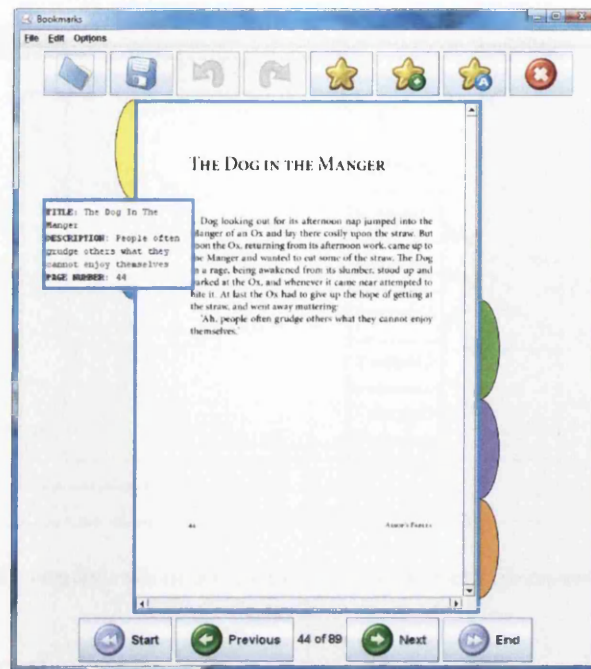 Bookmarks
File Edit Options
THE DOG IN THE MANGER
TITLE: The Dog In The
Manger
DESCRIPTION: People often
grudge others what they
cannot enjoy themselves
PAGE NUMBER: 44
Dog looking out for its afternoon nap jumped into the
Manger of an Ox and lay there cosily upon the straw. But
soon the Ox, returning from its afternoon work, came up to
the Manger and wanted to eat some of the straw. The Dog
in a rage, being awakened from its slumber, stood up and
barked at the Ox, and whenever it came near attempted to
bite it. At last the Ox had to give up the hope of getting at
the straw, and went away muttering:
'Ah, people often grudge others what they cannot enjoy
themselves.'
44 AESOP'S FABLES
Start Previous 44 of 89 Next End